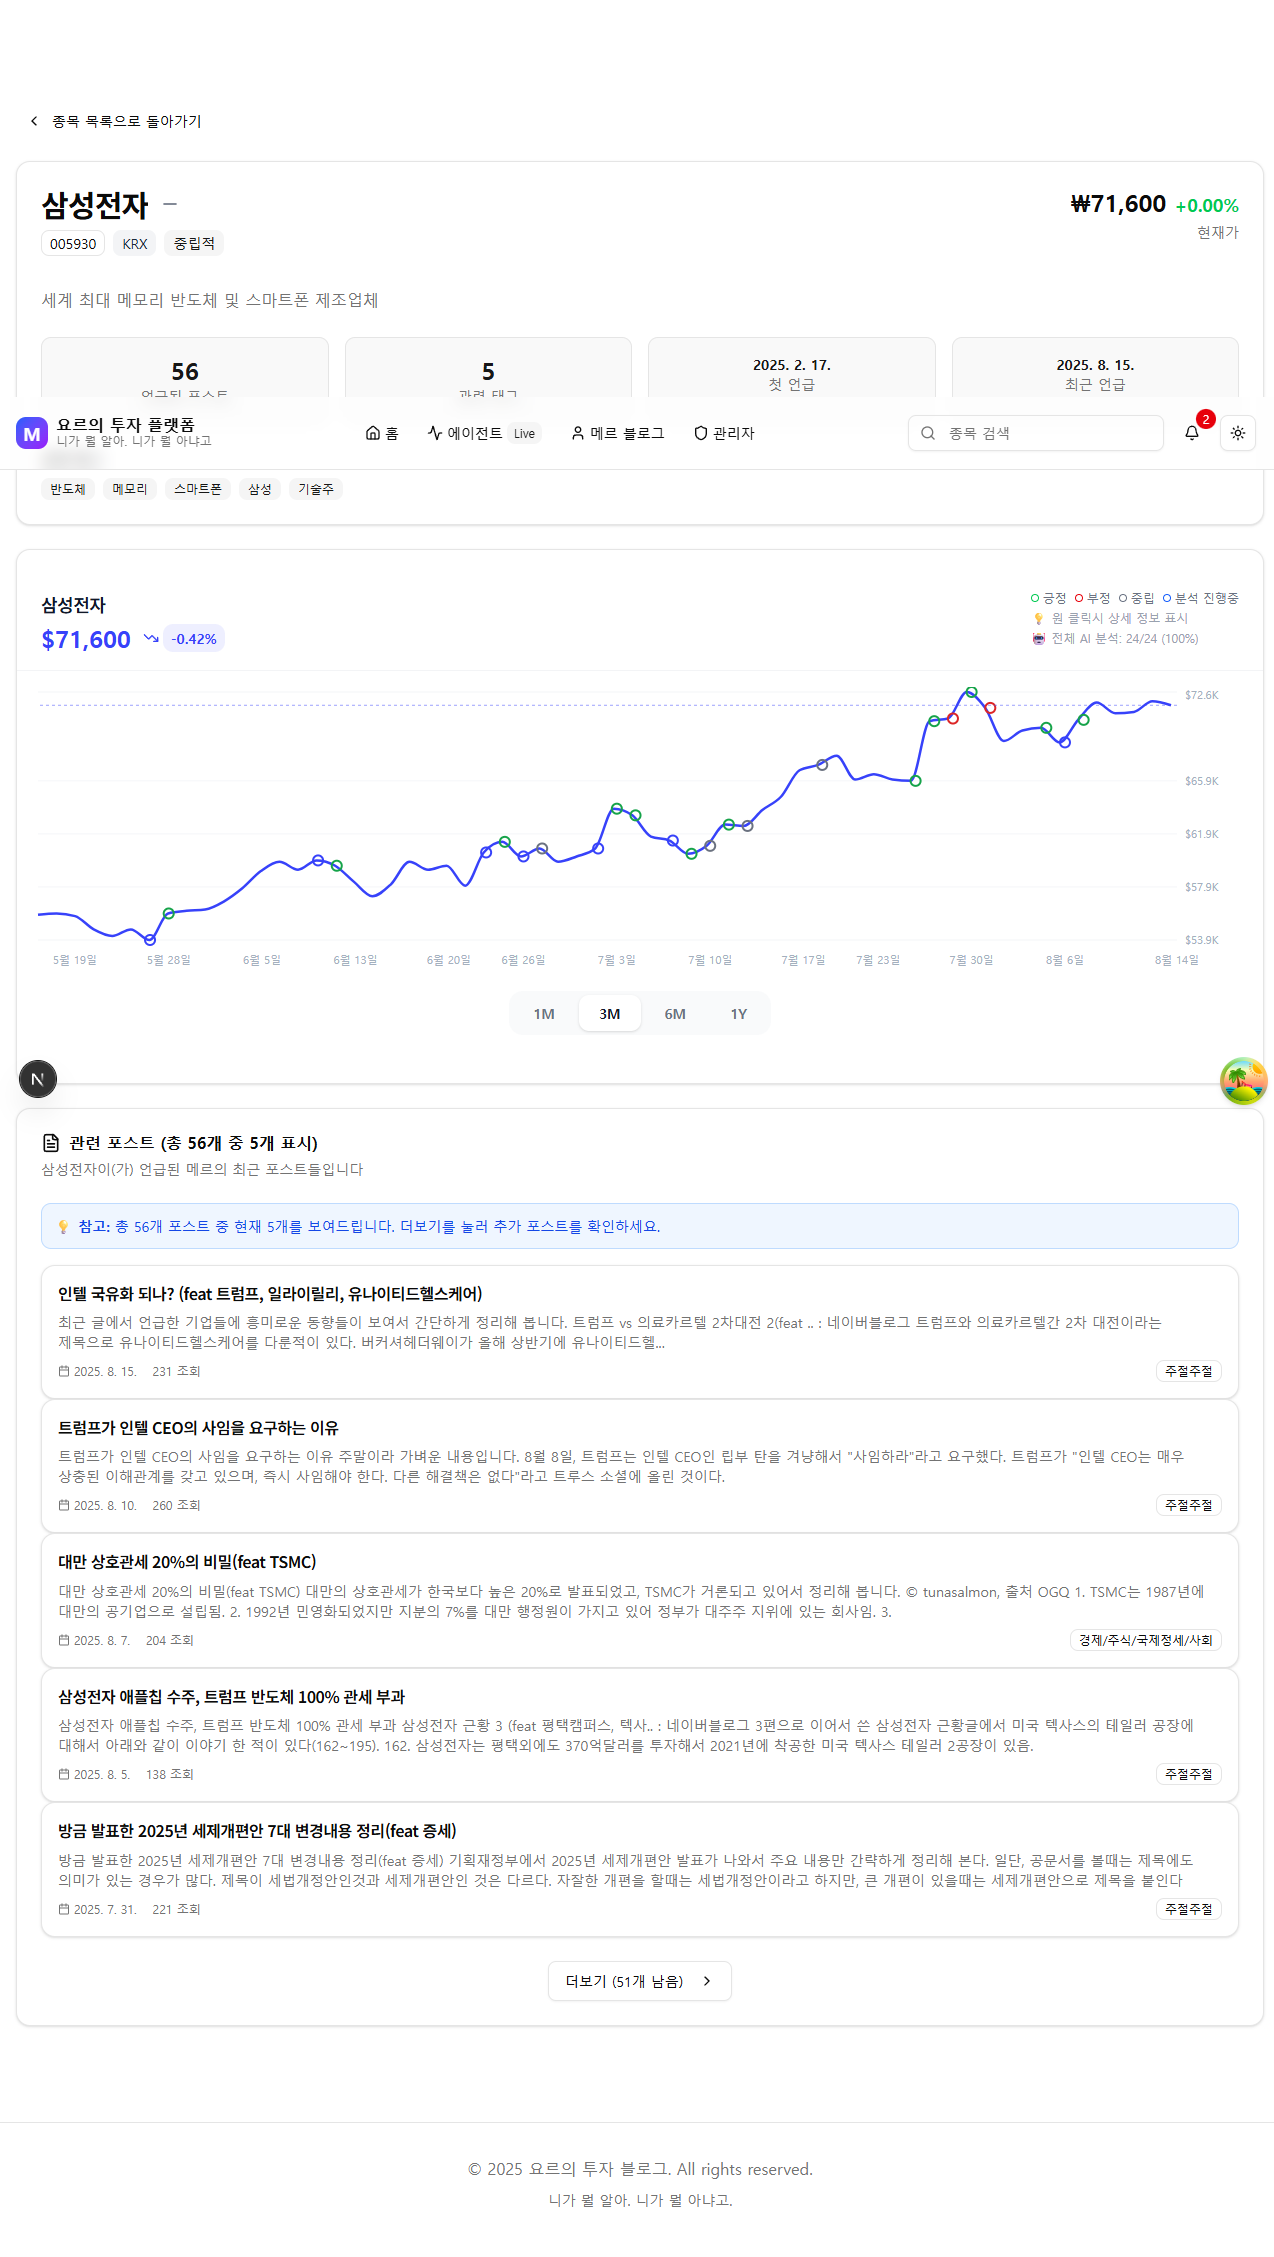 종목 목록으로 돌아가기
삼성전자
₩71,600 +0.00%
현재가
005930 KRX 중립적
세계 최대 메모리 반도체 및 스마트폰 제조업체
56
언급된 포스트
5
관련 태그
2025. 2. 17.
첫 언급
2025. 8. 15.
최근 언급
M
요르의 투자 플랫폼
니가 뭘 알아. 니가 뭘 아냐고
홈
에이전트 Live
메르 블로그
관리자
종목 검색
2
반도체 메모리 스마트폰 삼성 기술주
삼성전자
$71,600 -0.42%
긍정 부정 중립 분석 진행중
원 클릭시 상세 정보 표시
전체 AI 분석: 24/24 (100%)
$72.6K
$65.9K
$61.9K
$57.9K
$53.9K
5월 19일 5월 28일 6월 5일 6월 13일 6월 20일 6월 26일 7월 3일 7월 10일 7월 17일 7월 23일 7월 30일 8월 6일 8월 14일
1M 3M 6M 1Y
N
관련 포스트 (총 56개 중 5개 표시)
삼성전자이(가) 언급된 메르의 최근 포스트들입니다
참고: 총 56개 포스트 중 현재 5개를 보여드립니다. 더보기를 눌러 추가 포스트를 확인하세요.
인텔 국유화 되나? (feat 트럼프, 일라이릴리, 유나이티드헬스케어)
최근 글에서 언급한 기업들에 흥미로운 동향들이 보여서 간단하게 정리해 봅니다. 트럼프 vs 의료카르텔 2차대전 2(feat .. : 네이버블로그 트럼프와 의료카르텔간 2차 대전이라는
제목으로 유나이티드헬스케어를 다룬적이 있다. 버커셔헤더웨이가 올해 상반기에 유나이티드헬...
2025. 8. 15. 231 조회
주절주절
트럼프가 인텔 CEO의 사임을 요구하는 이유
트럼프가 인텔 CEO의 사임을 요구하는 이유 주말이라 가벼운 내용입니다. 8월 8일, 트럼프는 인텔 CEO인 립부 탄을 겨냥해서 "사임하라"라고 요구했다. 트럼프가 "인텔 CEO는 매우
상충된 이해관계를 갖고 있으며, 즉시 사임해야 한다. 다른 해결책은 없다"라고 트루스 소셜에 올린 것이다.
2025. 8. 10. 260 조회
주절주절
대만 상호관세 20%의 비밀(feat TSMC)
대만 상호관세 20%의 비밀(feat TSMC) 대만의 상호관세가 한국보다 높은 20%로 발표되었고, TSMC가 거론되고 있어서 정리해 봅니다. © tunasalmon, 출처 OGQ 1. TSMC는 1987년에
대만의 공기업으로 설립됨. 2. 1992년 민영화되었지만 지분의 7%를 대만 행정원이 가지고 있어 정부가 대주주 지위에 있는 회사임. 3.
2025. 8. 7. 204 조회
경제/주식/국제정세/사회
삼성전자 애플칩 수주, 트럼프 반도체 100% 관세 부과
삼성전자 애플칩 수주, 트럼프 반도체 100% 관세 부과 삼성전자 근황 3 (feat 평택캠퍼스, 텍사.. : 네이버블로그 3편으로 이어서 쓴 삼성전자 근황글에서 미국 텍사스의 테일러 공장에
대해서 아래와 같이 이야기 한 적이 있다(162~195). 162. 삼성전자는 평택외에도 370억달러를 투자해서 2021년에 착공한 미국 텍사스 테일러 2공장이 있음.
2025. 8. 5. 138 조회
주절주절
방금 발표한 2025년 세제개편안 7대 변경내용 정리(feat 증세)
방금 발표한 2025년 세제개편안 7대 변경내용 정리(feat 증세) 기획재정부에서 2025년 세제개편안 발표가 나와서 주요 내용만 간략하게 정리해 본다. 일단, 공문서를 볼때는 제목에도
의미가 있는 경우가 많다. 제목이 세법개정안인것과 세제개편안인 것은 다르다. 자잘한 개편을 할때는 세법개정안이라고 하지만, 큰 개편이 있을때는 세제개편안으로 제목을 붙인다
2025. 7. 31. 221 조회
주절주절
더보기 (51개 남음)
© 2025 요르의 투자 블로그. All rights reserved.
니가 뭘 알아. 니가 뭘 아냐고.